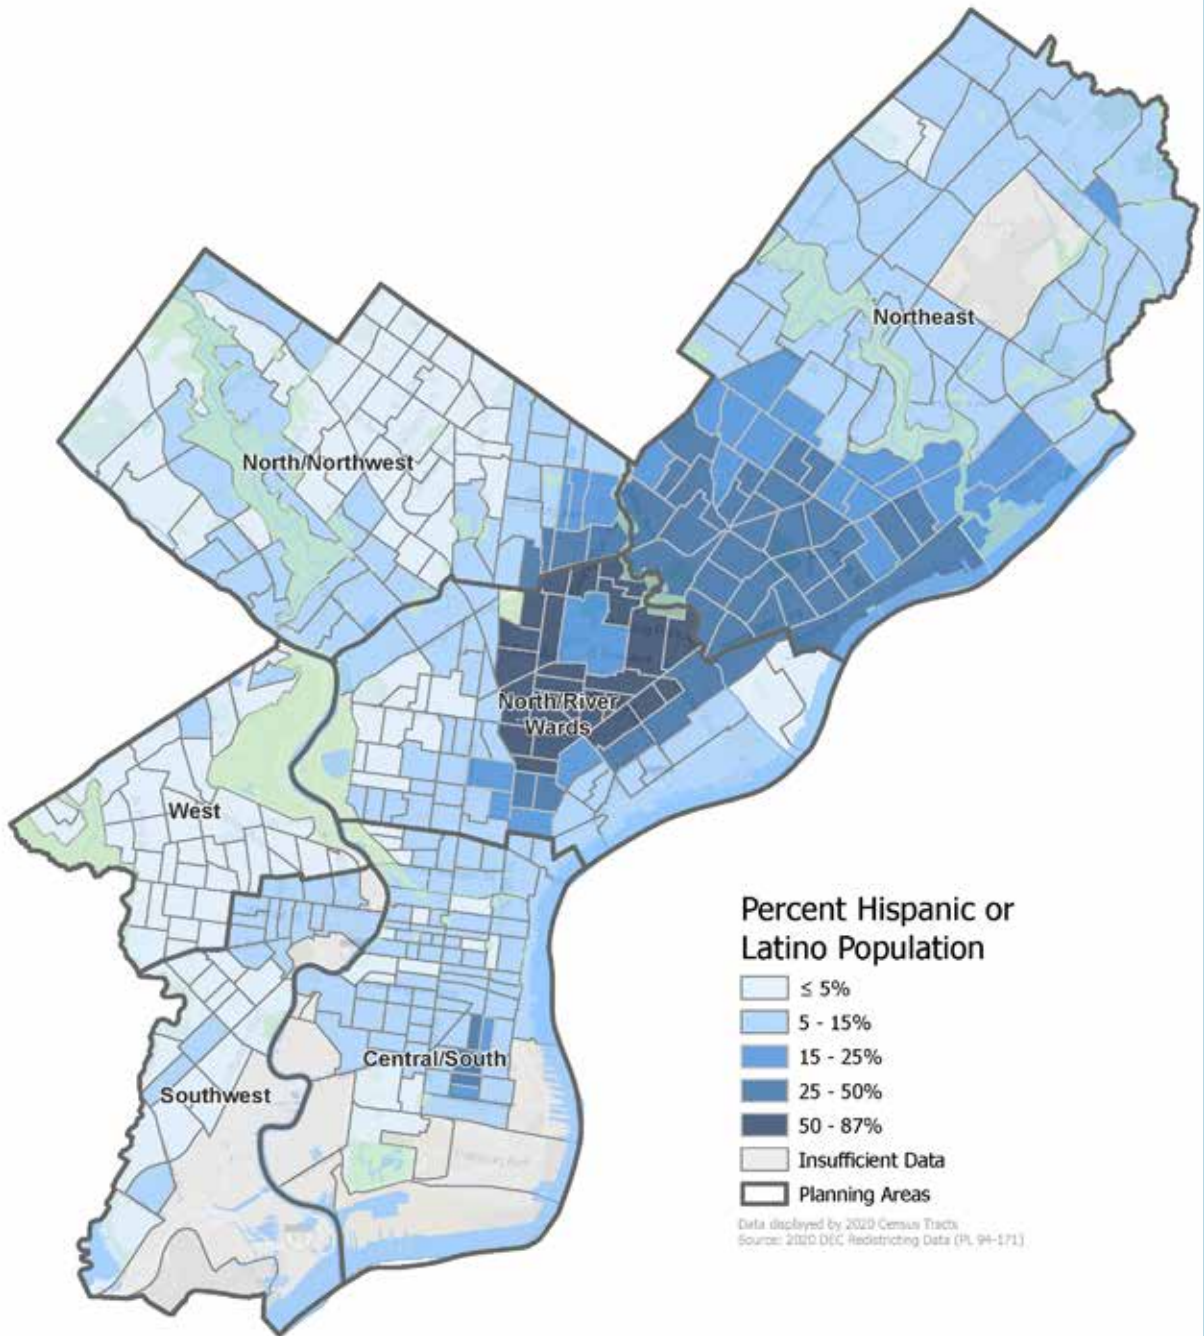 Northeast
North/Northwest
North/River
Wards
West
Central/South
Southwest
Percent Hispanic or
Latino Population
≤ 5%
5 - 15%
15 - 25%
25 - 50%
50 - 87%
Insufficient Data
Planning Areas
Data displayed by 2020 Census Tracts
Source: 2020 DEC Redistricting Data (PL 94-171)